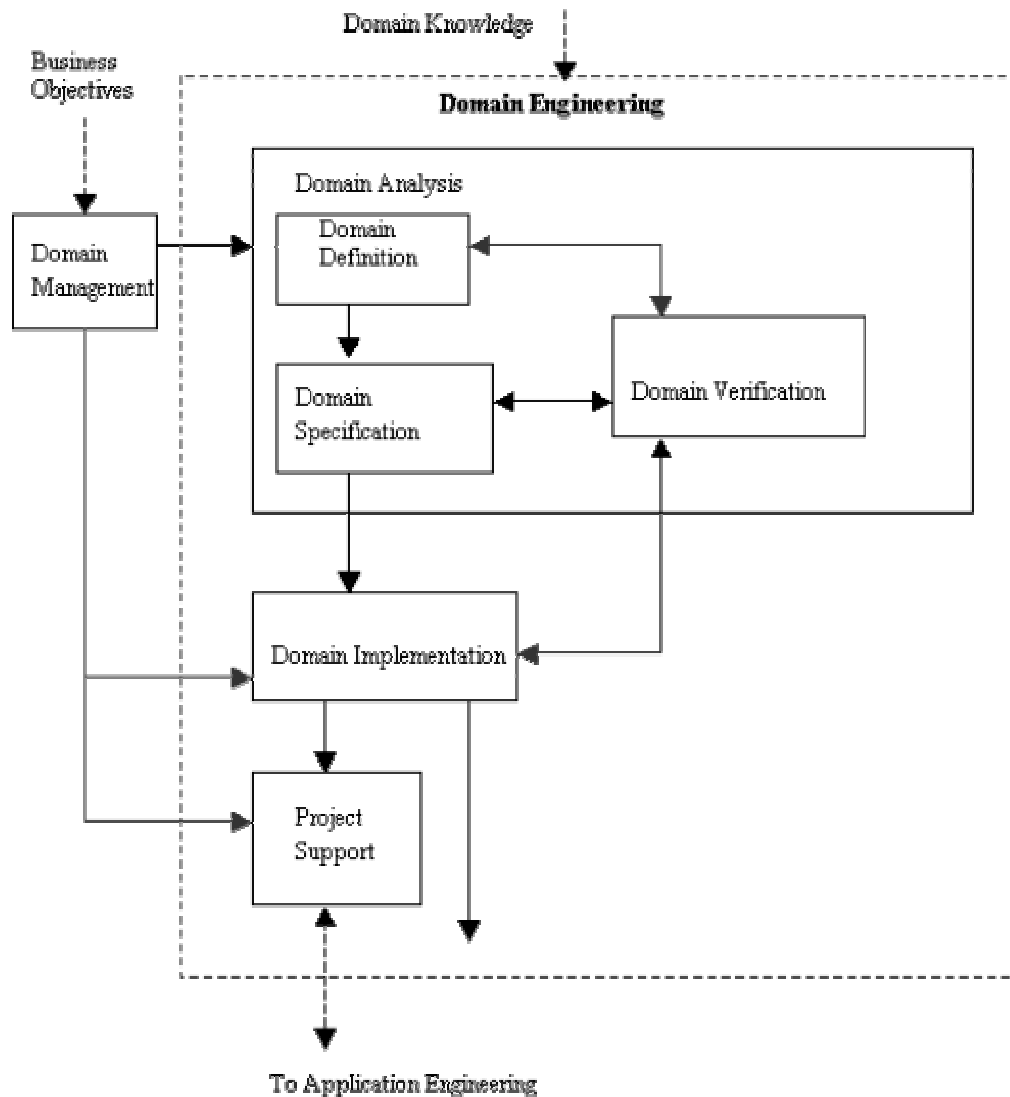 Domain Knowledge
Business
Objectives
Domain Engineering
Domain Analysis
Domain
Definition
Domain
Management
Domain Verification
Domain
Specification
Domain Implementation
Project
Support
To Application Engineering